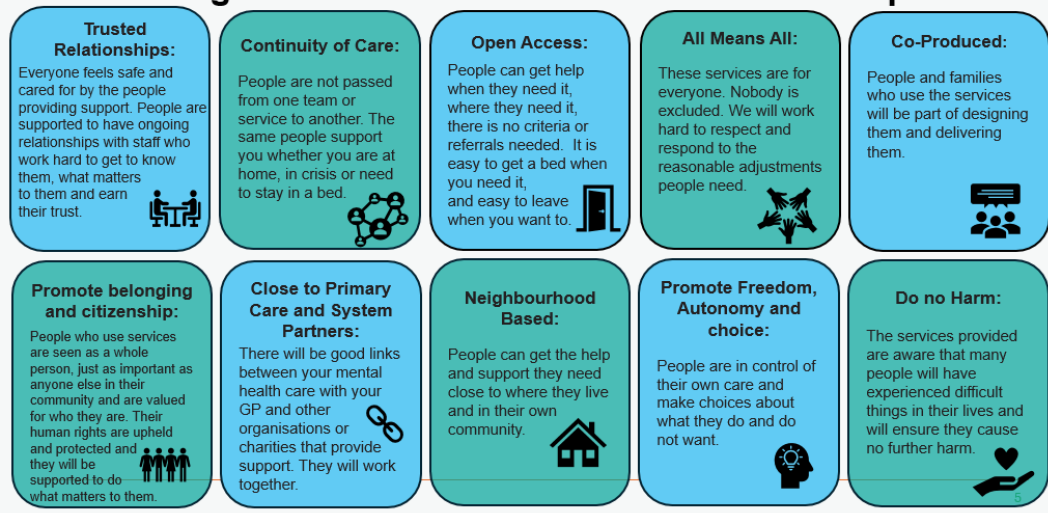 Trusted
Relationships:
Everyone feels safe and
cared for by the people
providing support. People are
supported to have ongoing
relationships with staff who
work hard to get to know
them, what matters
to them and earn
their trust.
Continuity of Care:
People are not passed
from one team or
service to another. The
same people support
you whether you are at
home, in crisis or need
to stay in a bed.
Open Access:
People can get help
when they need it,
where they need it,
there is no criteria or
referrals needed. It is
easy to get a bed when
you need it,
and easy to leave
when you want to.
All Means All:
These services are for
everyone. Nobody is
excluded. We will work
hard to respect and
respond to the
reasonable adjustments
people need.
Co-Produced:
People and families
who use the services
will be part of designing
them and delivering
them.
Promote belonging
and citizenship:
People who use services
are seen as a whole
person, just as important as
anyone else in their
community and are valued
for who they are. Their
human rights are upheld
and protected and
they will be
supported to do
what matters to them.
Close to Primary
Care and System
Partners:
There will be good links
between your mental
health care with your
GP and other
organisations or
charities that provide
support. They will work
together.
Neighbourhood
Based:
People can get the help
and support they need
close to where they live
and in their own
community.
Promote Freedom,
Autonomy and
choice:
People are in control of
their own care and
make choices about
what they do and do
not want.
Do no Harm:
The services provided
are aware that many
people will have
experienced difficult
things in their lives and
will ensure they cause
no further harm.
5